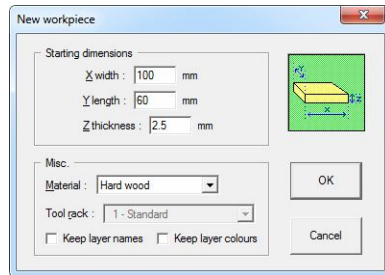 New workpiece
Starting dimensions
X width : 100 mm
Y length : 60 mm
Z thickness : 2.5 mm
Y
Z
X
Misc.
Material : Hard wood
Tool rack : 1 - Standard
Keep layer names Keep layer colours
OK
Cancel